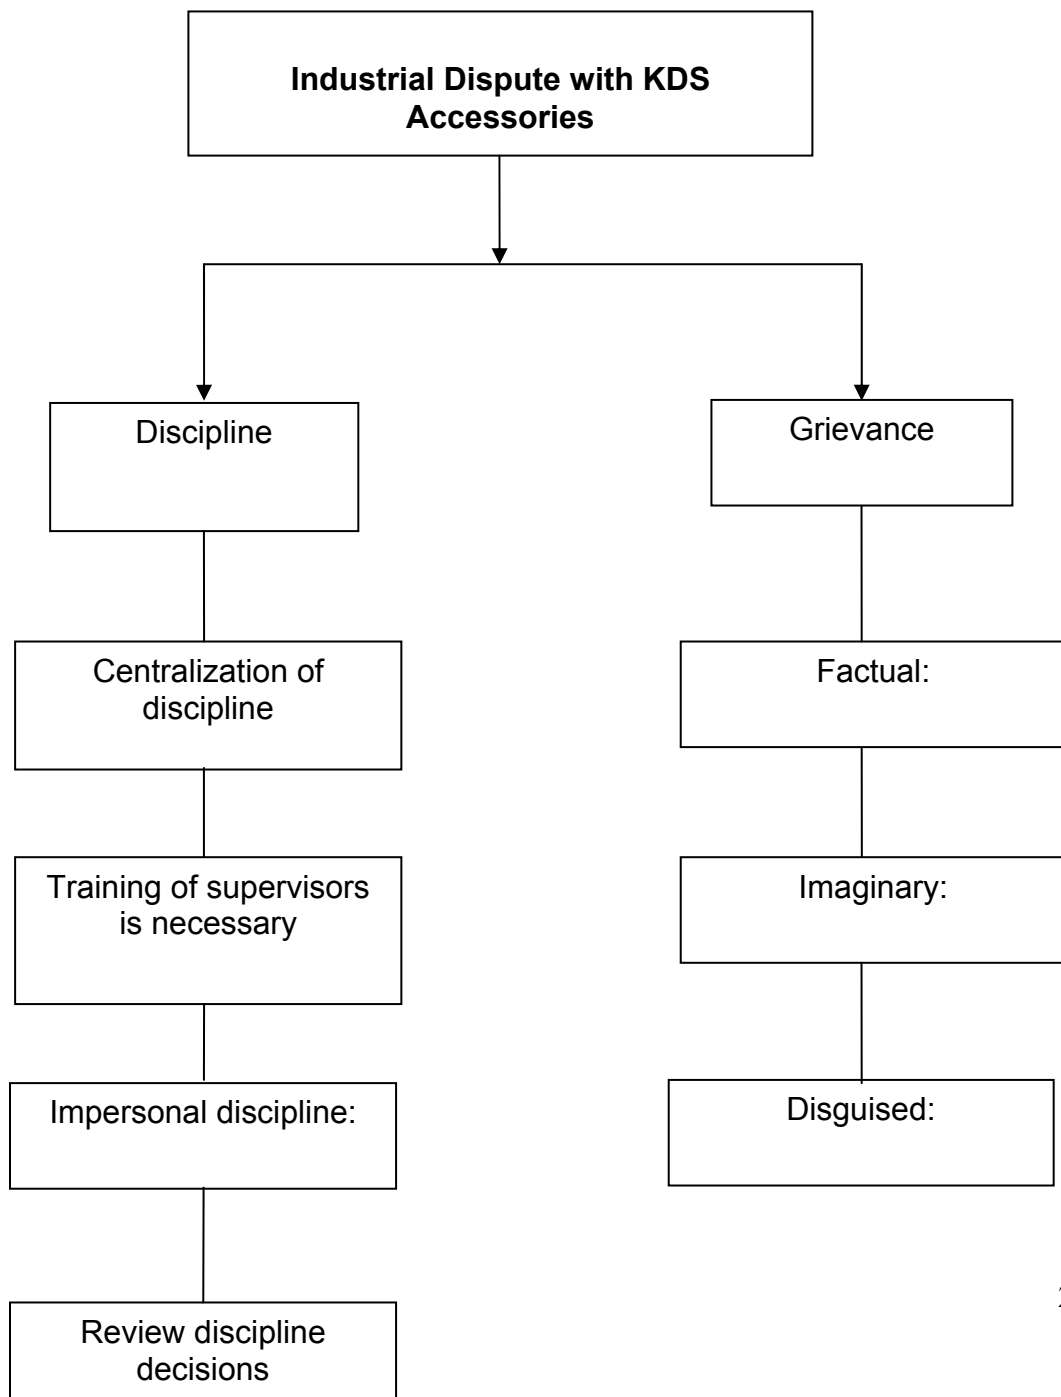 Industrial Dispute with KDS
Accessories
Discipline
Grievance
Centralization of
discipline
Factual:
Training of supervisors
is necessary
Imaginary:
Impersonal discipline:
Disguised:
Review discipline
decisions